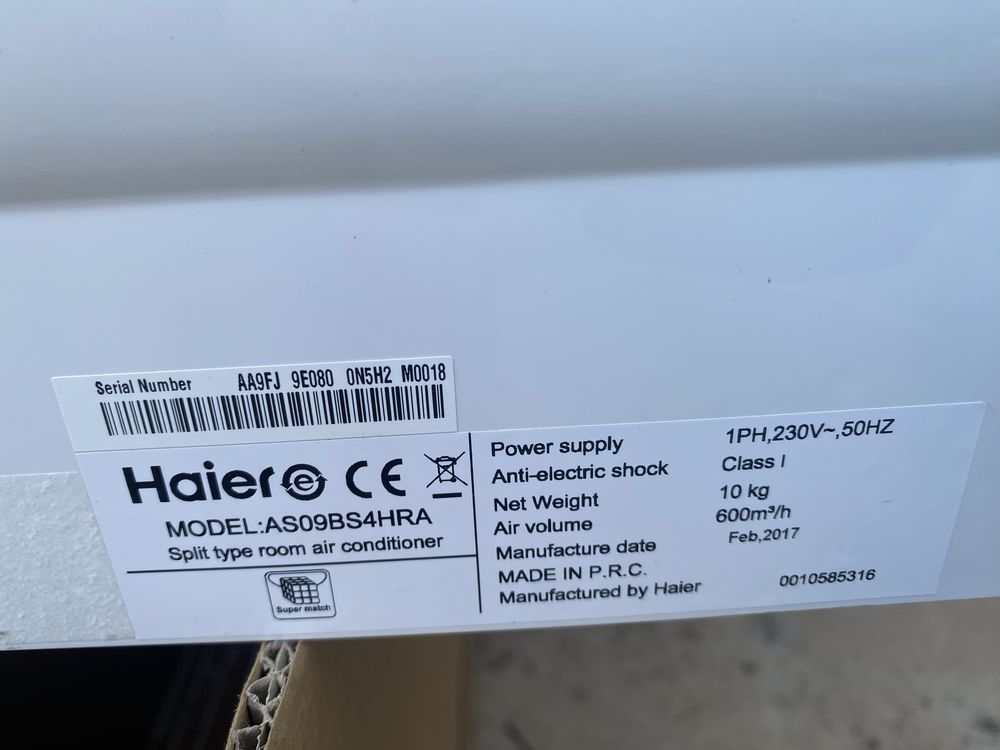 Serial Number AA9FJ 9E080 0N5H2 M0018
Haier e CE
MODEL:AS09BS4HRA
Split type room air conditioner
Super match
Power supply 1PH,230V~,50HZ
Anti-electric shock Class I
Net Weight 10 kg
Air volume 600m³/h
Manufacture date Feb,2017
MADE IN P.R.C.
Manufactured by Haier 0010585316